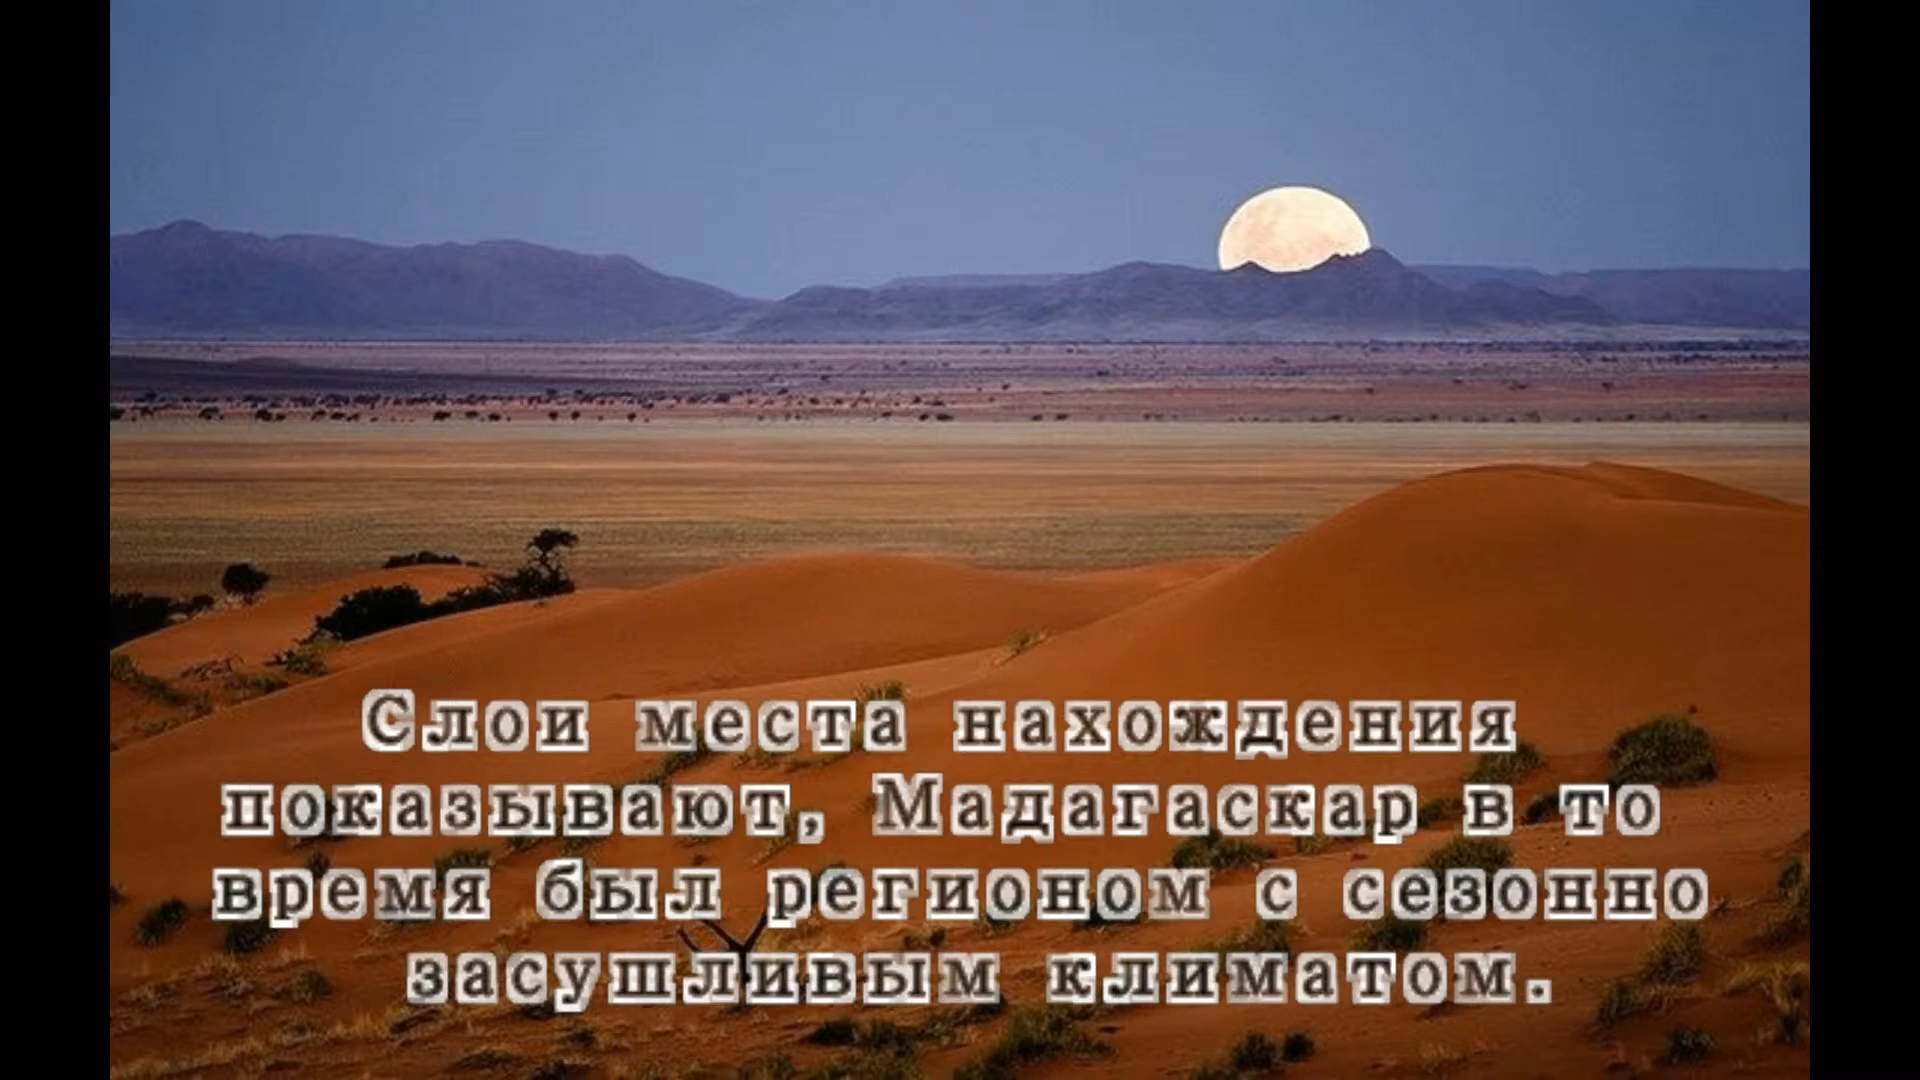 Слои места нахождения
показывают, Мадагаскар в то
время был регионом с сезонно
засушливым климатом.